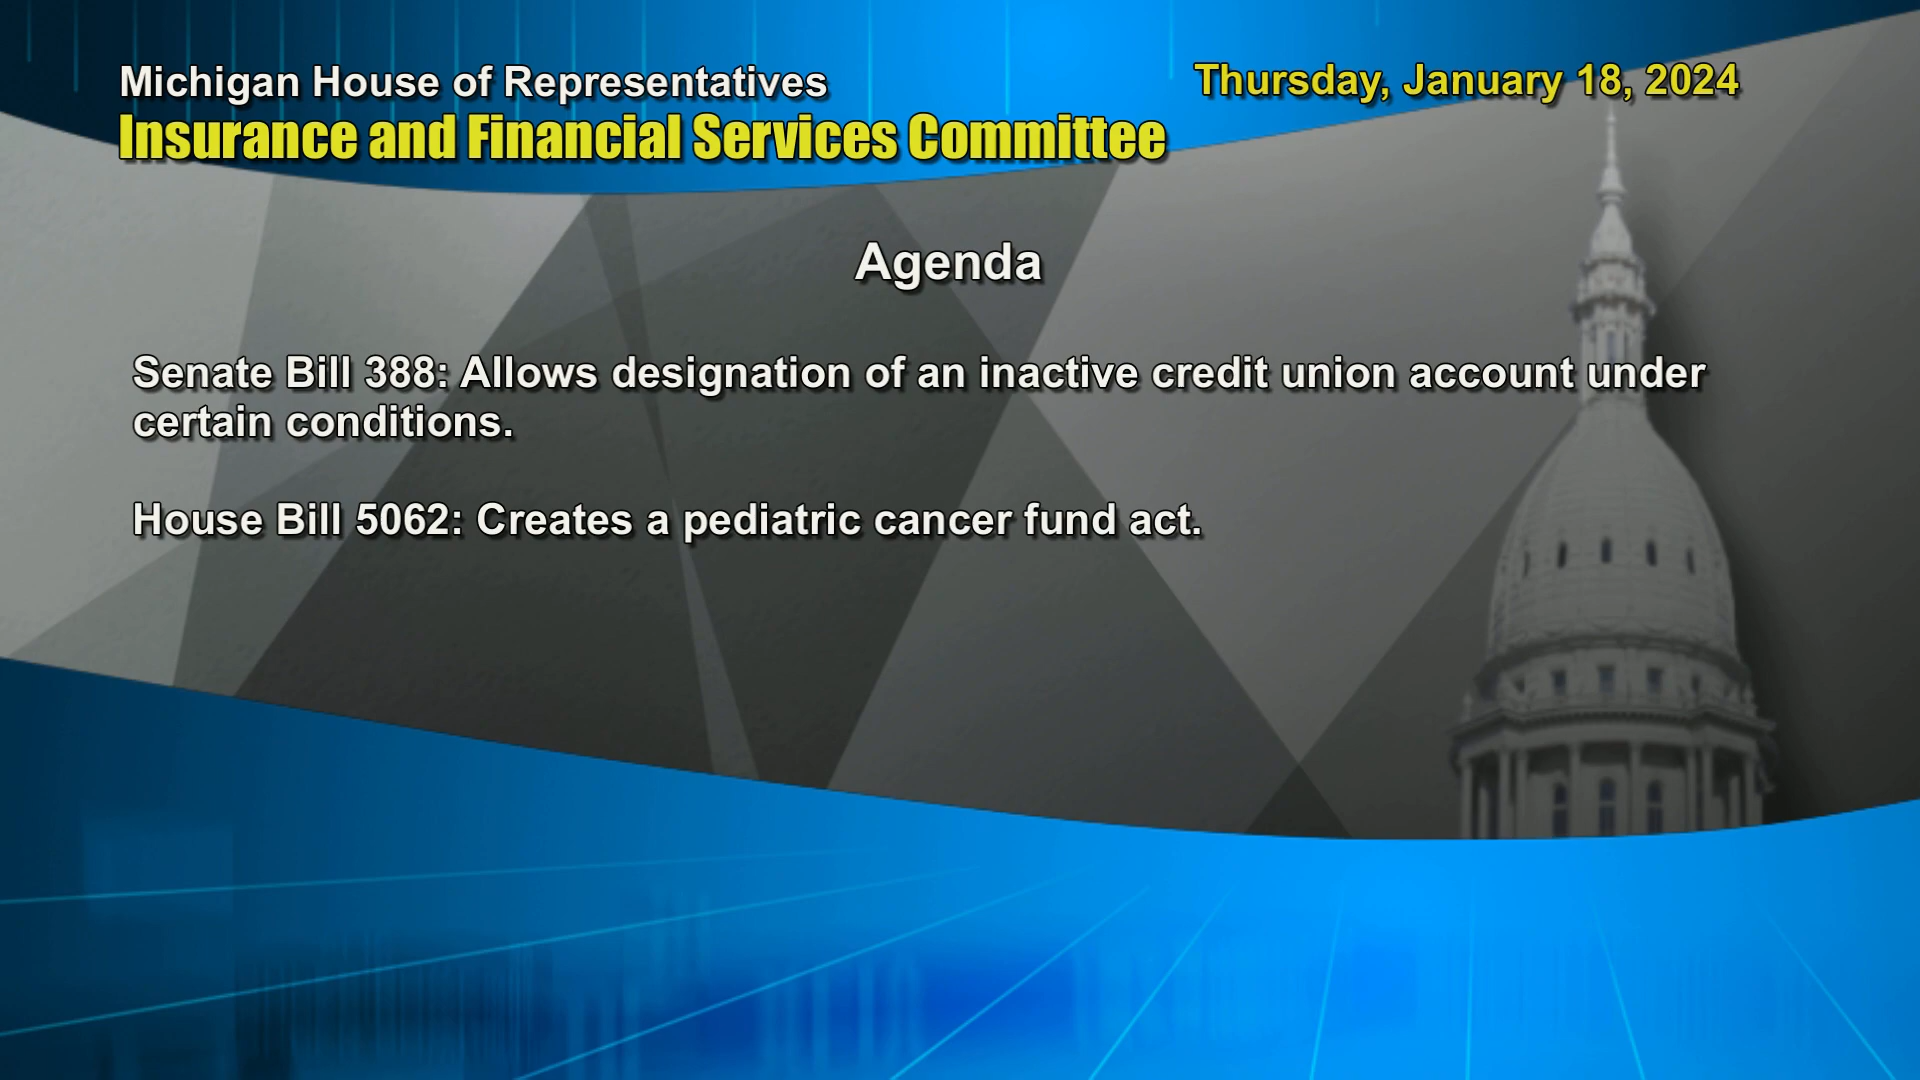 Michigan House of Representatives
Thursday, January 18, 2024
Insurance and Financial Services Committee
Agenda
Senate Bill 388: Allows designation of an inactive credit union account under
certain conditions.
House Bill 5062: Creates a pediatric cancer fund act.